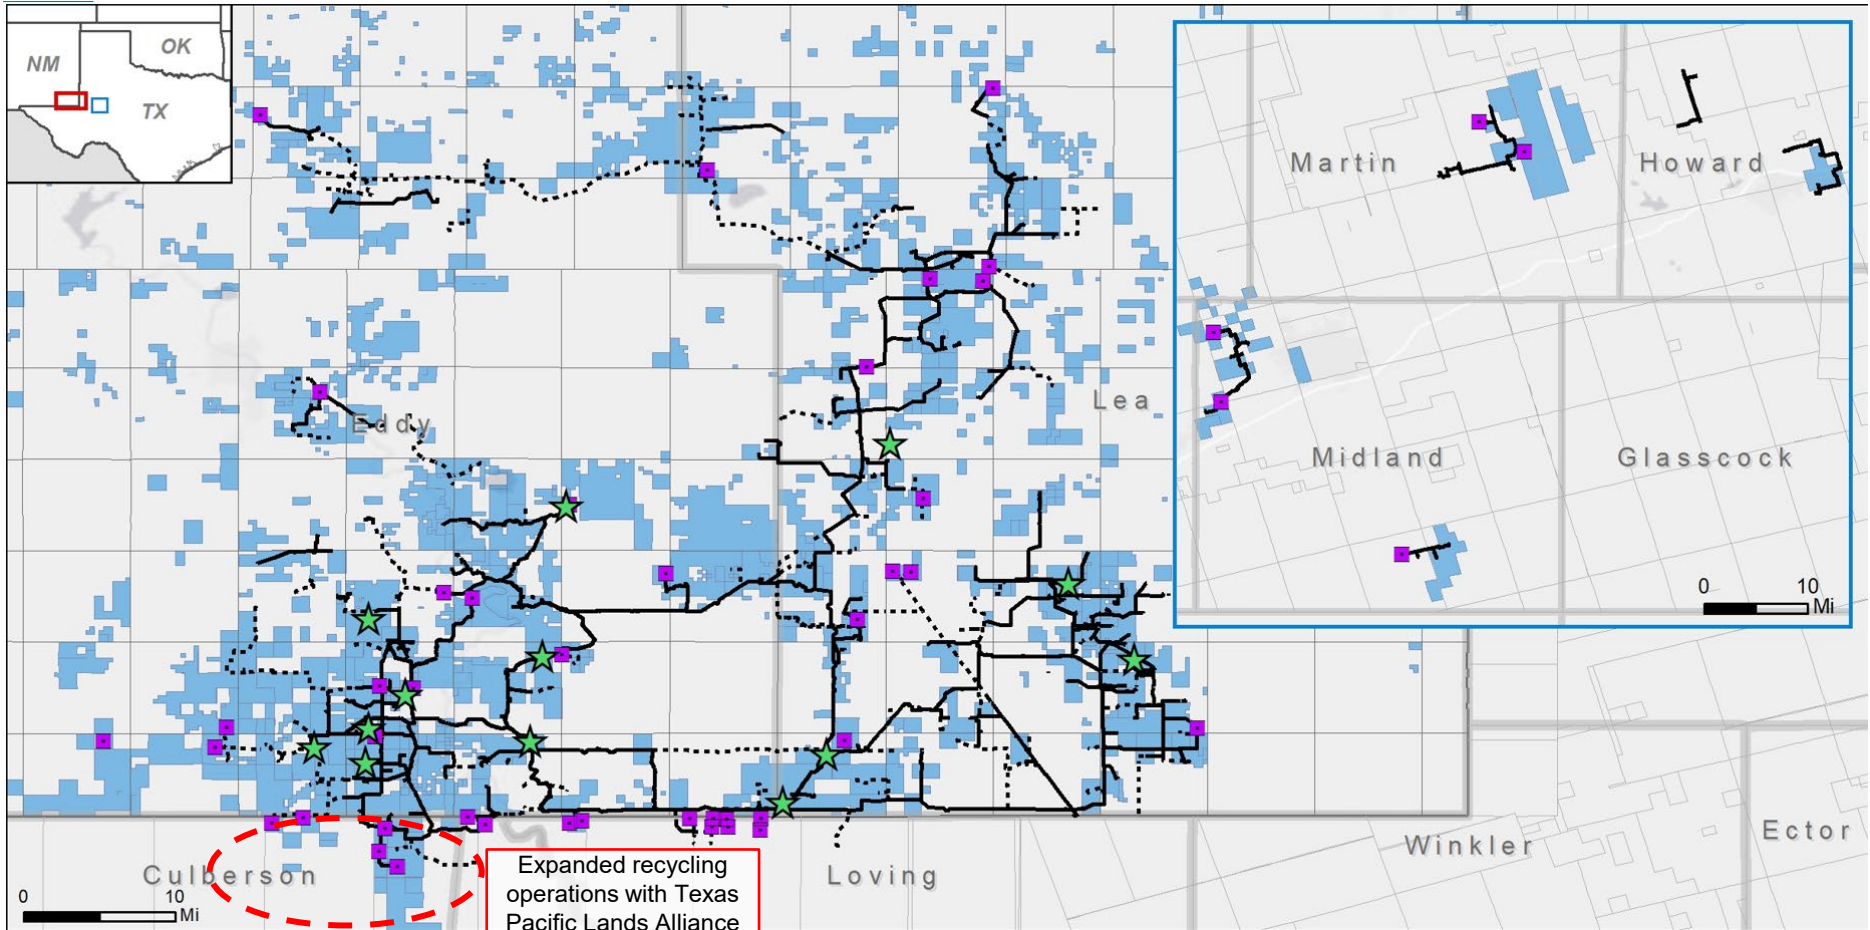 NM
OK
TX
Martin
Howard
Midland
Glasscock
0 10
Mi
Lea
Eddy
Culberson
0 10
Mi
Expanded recycling
operations with Texas
Pacific Lands Alliance
Loving
Winkler
Ector